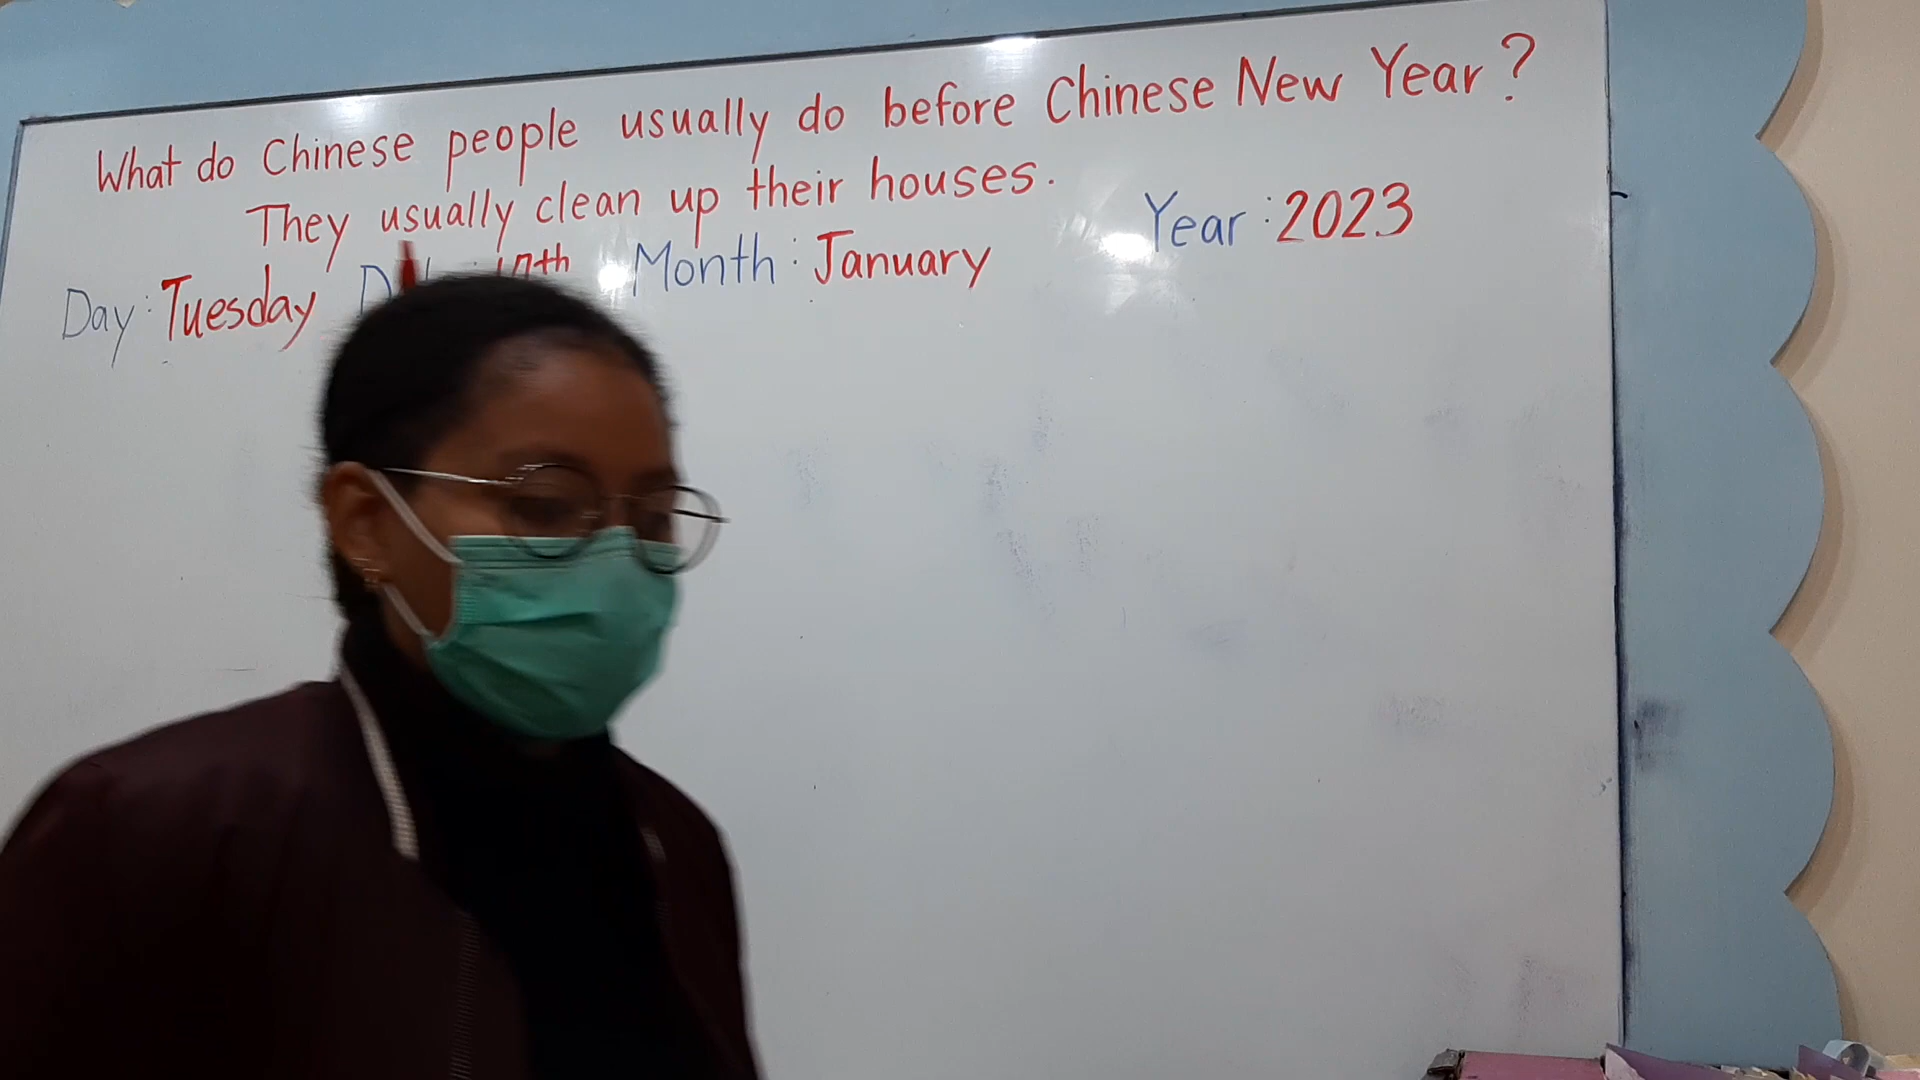 What do Chinese people usually do before Chinese New Year?
They usually clean up their houses.
Day: Tuesday 17th Month: January Year: 2023